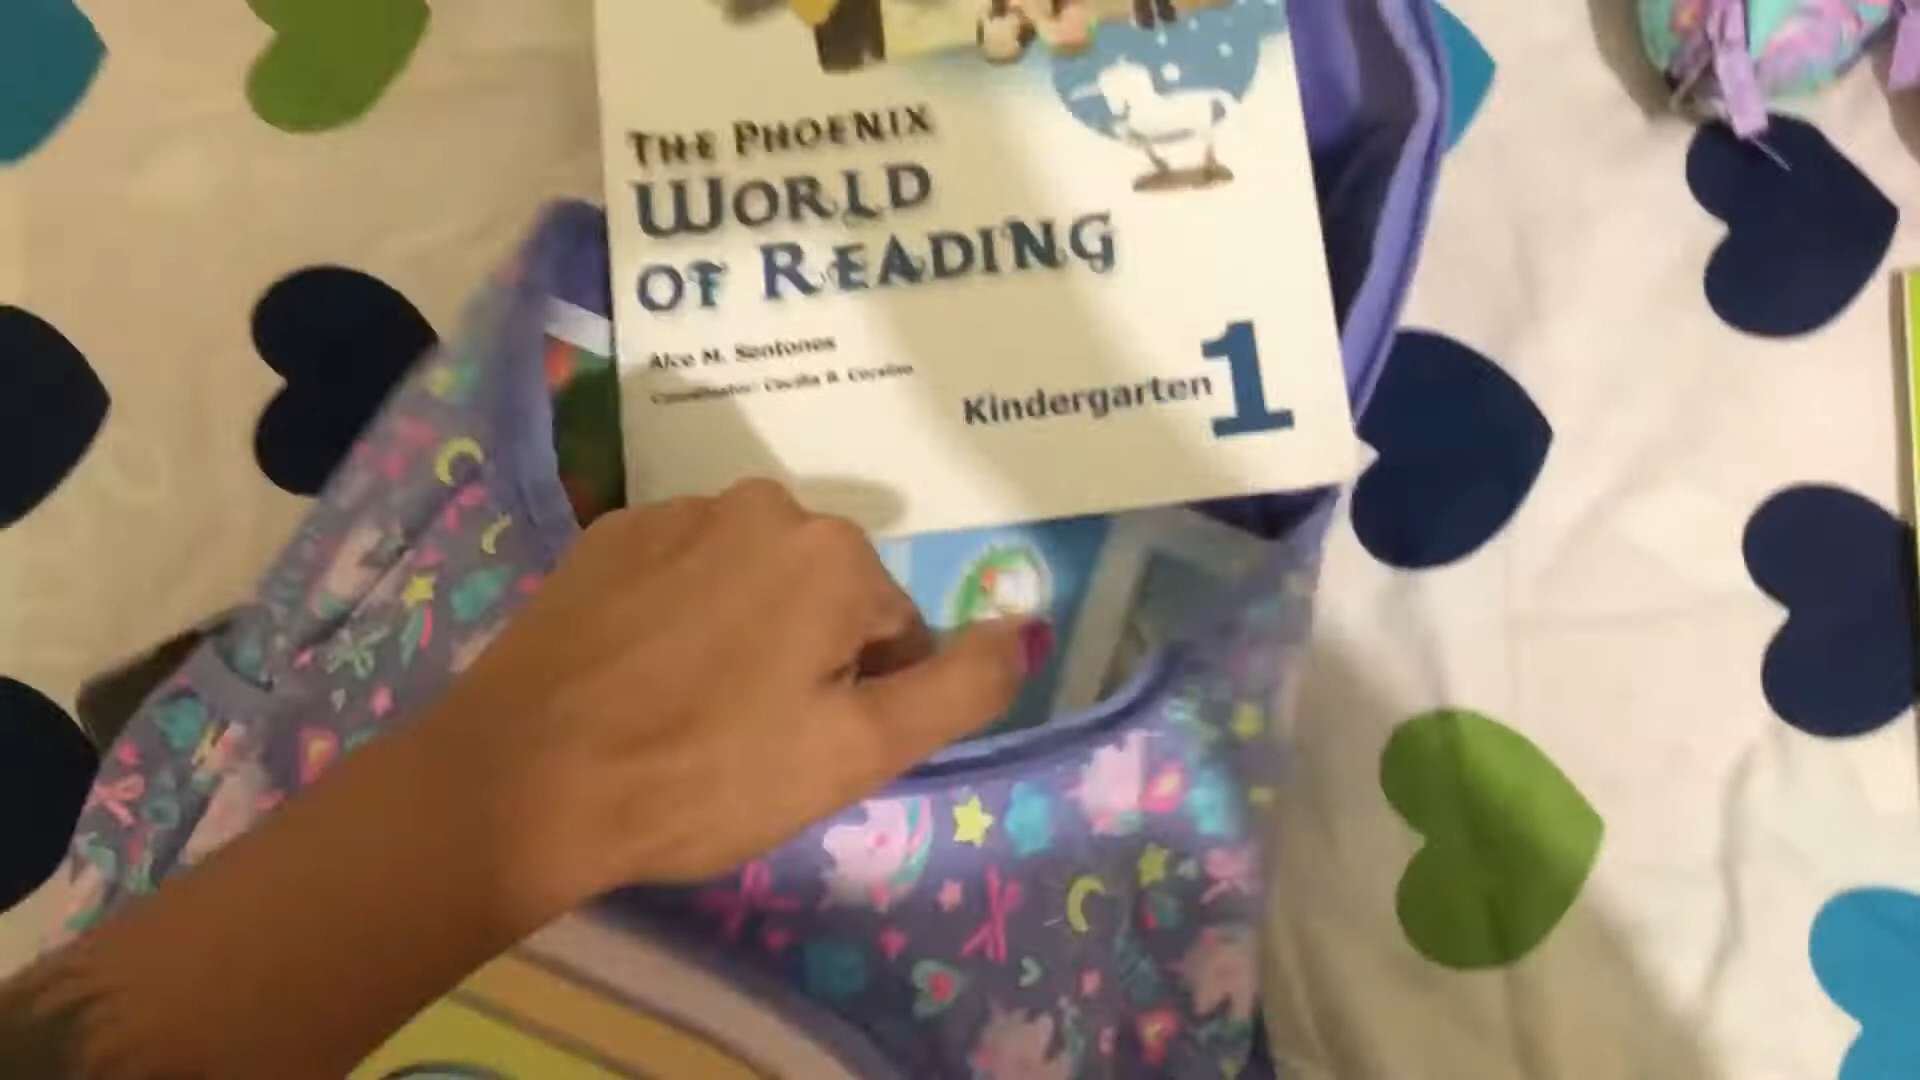 THE PHOENIX
WORLD
OF READING
M.
Kindergarten 1